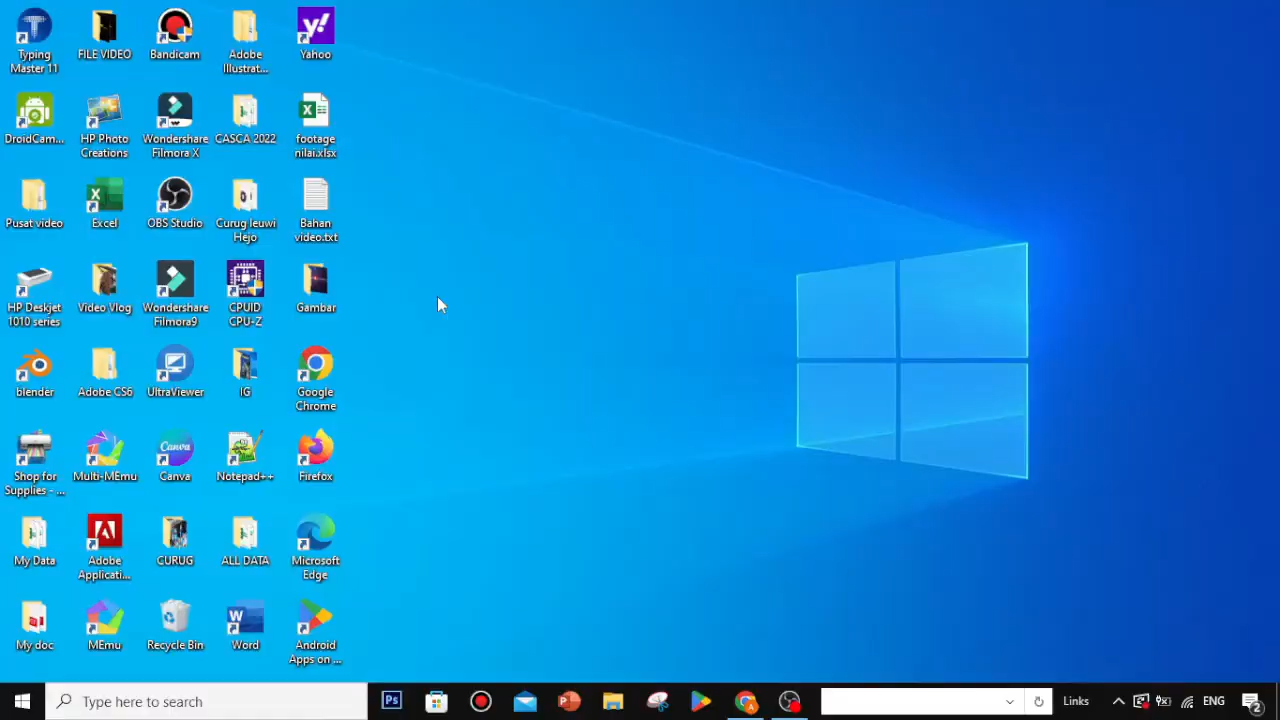 Typing
Master 11
FILE VIDEO
Bandicam
Adobe
Illustrat...
Yahoo
DroidCam...
HP Photo
Creations
Wondershare
Filmora X
CASCA 2022
footage
nilai.xlsx
Pusat video
Excel
OBS Studio
Curug leuwi
Hejo
Bahan
video.txt
HP Deskjet
1010 series
Video Vlog
Wondershare
Filmora9
CPUID
CPU-Z
Gambar
blender
Adobe CS6
UltraViewer
IG
Google
Chrome
Shop for
Supplies - ...
Multi-MEmu
Canva
Canva
Notepad++
Firefox
My Data
Adobe
Applicati...
CURUG
ALL DATA
Microsoft
Edge
My doc
MEmu
Recycle Bin
Word
Android
Apps on ...
Type here to search
Ps
Links
ENG
2